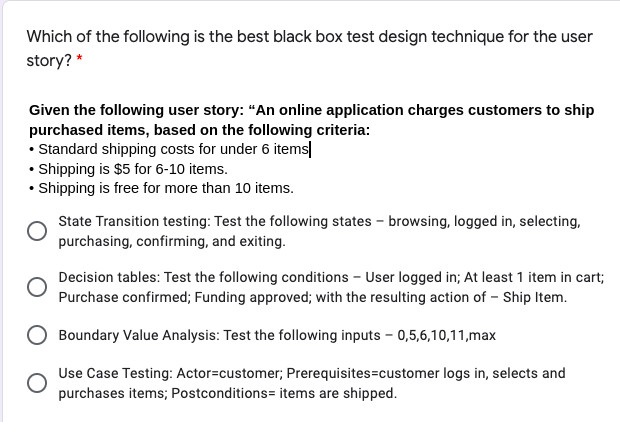 Which of the following is the best black box test design technique for the user
story? *
Given the following user story: “An online application charges customers to ship
purchased items, based on the following criteria:
• Standard shipping costs for under 6 items
• Shipping is $5 for 6-10 items.
• Shipping is free for more than 10 items.
State Transition testing: Test the following states – browsing, logged in, selecting,
purchasing, confirming, and exiting.
Decision tables: Test the following conditions – User logged in; At least 1 item in cart;
Purchase confirmed; Funding approved; with the resulting action of – Ship Item.
Boundary Value Analysis: Test the following inputs – 0,5,6,10,11,max
Use Case Testing: Actor=customer; Prerequisites=customer logs in, selects and
purchases items; Postconditions= items are shipped.